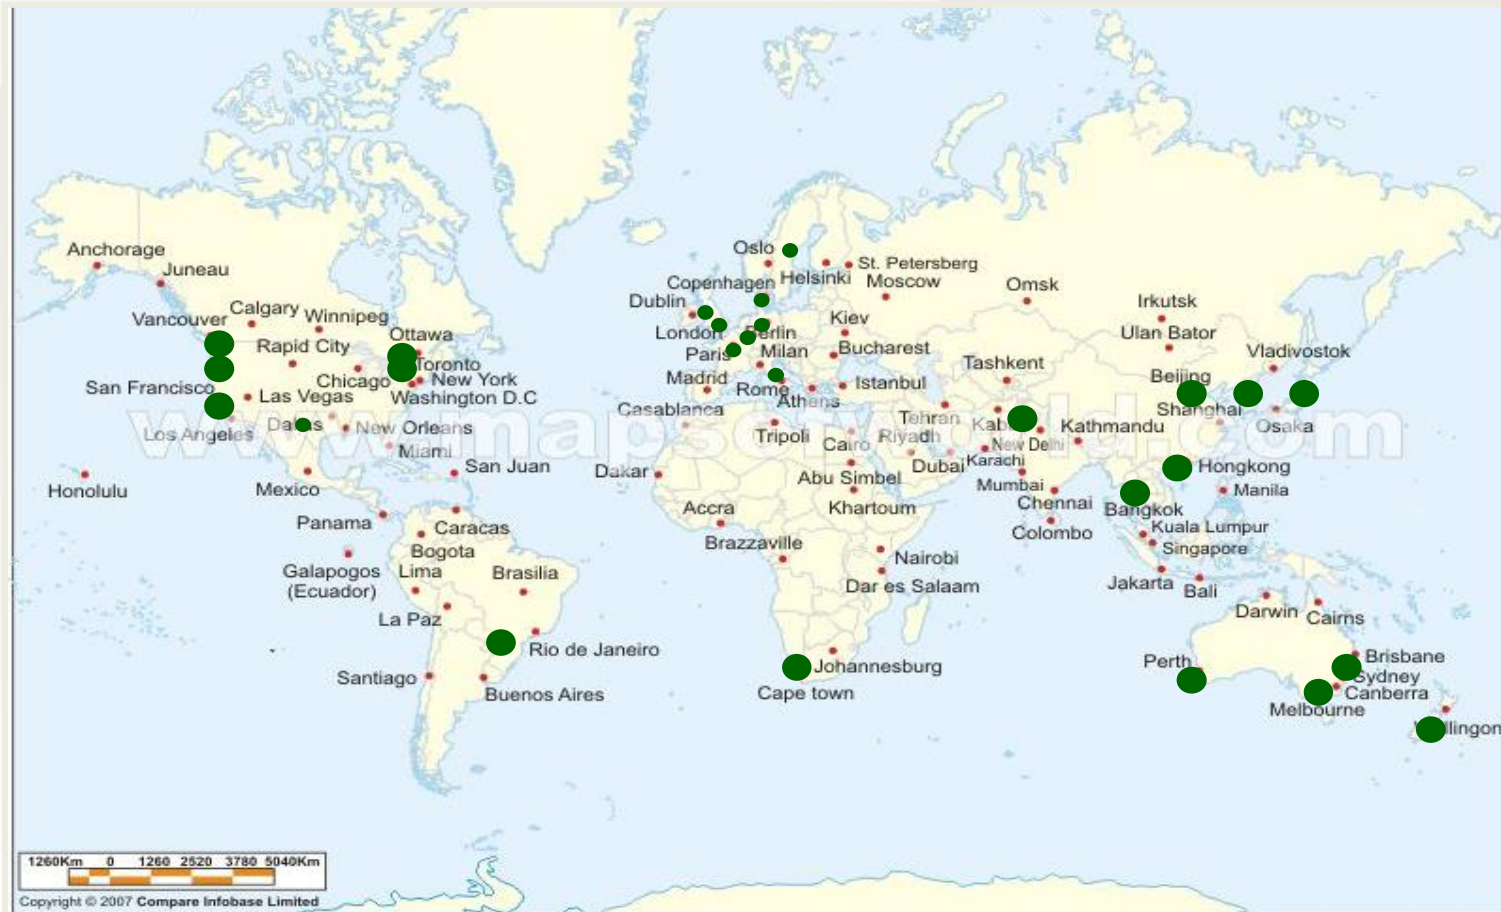 www.mapsofworld.com
Anchorage
Juneau
Vancouver
Calgary
Winnipeg
Ottawa
Rapid City
Toronto
Chicago
New York
San Francisco
Las Vegas
Washington D.C
Los Angeles
Dallas
New Orleans
Miami
San Juan
Honolulu
Mexico
Panama
Caracas
Bogota
Galapogos
(Ecuador)
Lima
Brasilia
La Paz
Rio de Janeiro
Santiago
Buenos Aires
Oslo
Helsinki
St. Petersberg
Moscow
Copenhagen
Dublin
London
Berlin
Kiev
Paris
Milan
Bucharest
Madrid
Rome
Istanbul
Athens
Casablanca
Tripoli
Cairo
Tehran
Riyadh
Dubai
Dakar
Abu Simbel
Khartoum
Accra
Brazzaville
Nairobi
Dar es Salaam
Johannesburg
Cape town
Omsk
Irkutsk
Ulan Bator
Vladivostok
Tashkent
Beijing
Shanghai
Osaka
New Delhi
Kathmandu
Karachi
Mumbai
Chennai
Colombo
Hongkong
Manila
Bangkok
Kuala Lumpur
Singapore
Jakarta
Bali
Darwin
Cairns
Perth
Brisbane
Sydney
Canberra
Melbourne
1260Km 0 1260 2520 3780 5040Km
Copyright © 2007 Compare Infobase Limited